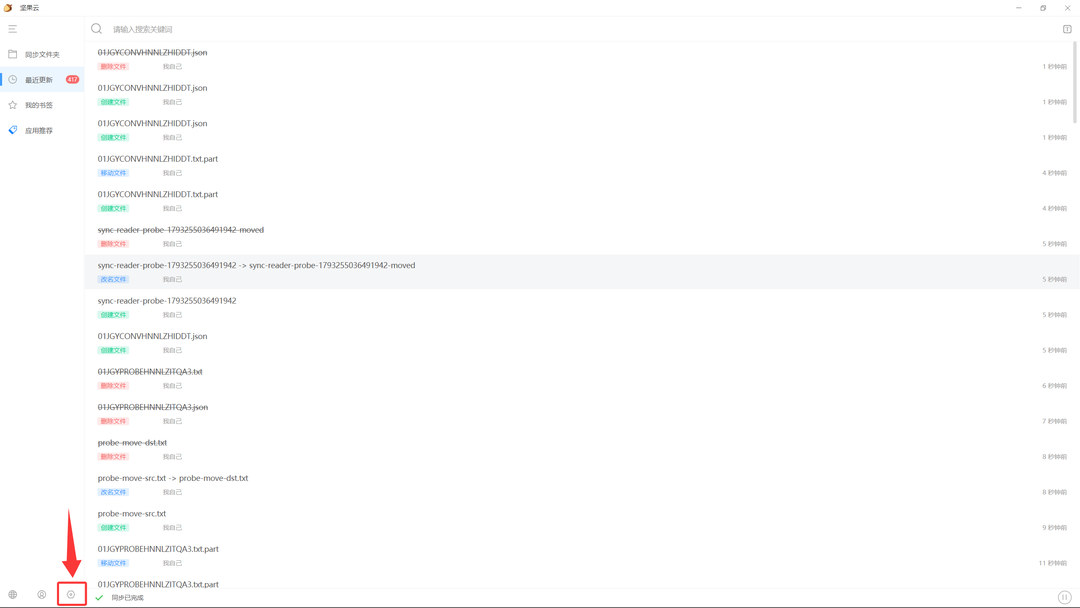 坚果云
请输入搜索关键词
同步文件夹
最近更新 417
我的书签
应用推荐
01JGYCONVHNNLZHIDDT.json
删除文件 我自己 1 秒钟前
01JGYCONVHNNLZHIDDT.json
创建文件 我自己 1 秒钟前
01JGYCONVHNNLZHIDDT.json
创建文件 我自己 1 秒钟前
01JGYCONVHNNLZHIDDT.txt.part
移动文件 我自己 4 秒钟前
01JGYCONVHNNLZHIDDT.txt.part
创建文件 我自己 4 秒钟前
sync-reader-probe-1793255036491942-moved
删除文件 我自己 5 秒钟前
sync-reader-probe-1793255036491942 -> sync-reader-probe-1793255036491942-moved
改名文件 我自己 5 秒钟前
sync-reader-probe-1793255036491942
创建文件 我自己 5 秒钟前
01JGYCONVHNNLZHIDDT.json
创建文件 我自己 5 秒钟前
01JGYPROBEHNNLZITQA3.txt
删除文件 我自己 6 秒钟前
01JGYPROBEHNNLZITQA3.json
删除文件 我自己 7 秒钟前
probe-move-dst.txt
删除文件 我自己 8 秒钟前
probe-move-src.txt -> probe-move-dst.txt
改名文件 我自己 8 秒钟前
probe-move-src.txt
创建文件 我自己 9 秒钟前
01JGYPROBEHNNLZITQA3.txt.part
移动文件 我自己 11 秒钟前
01JGYPROBEHNNLZITQA3.txt.part
同步已完成